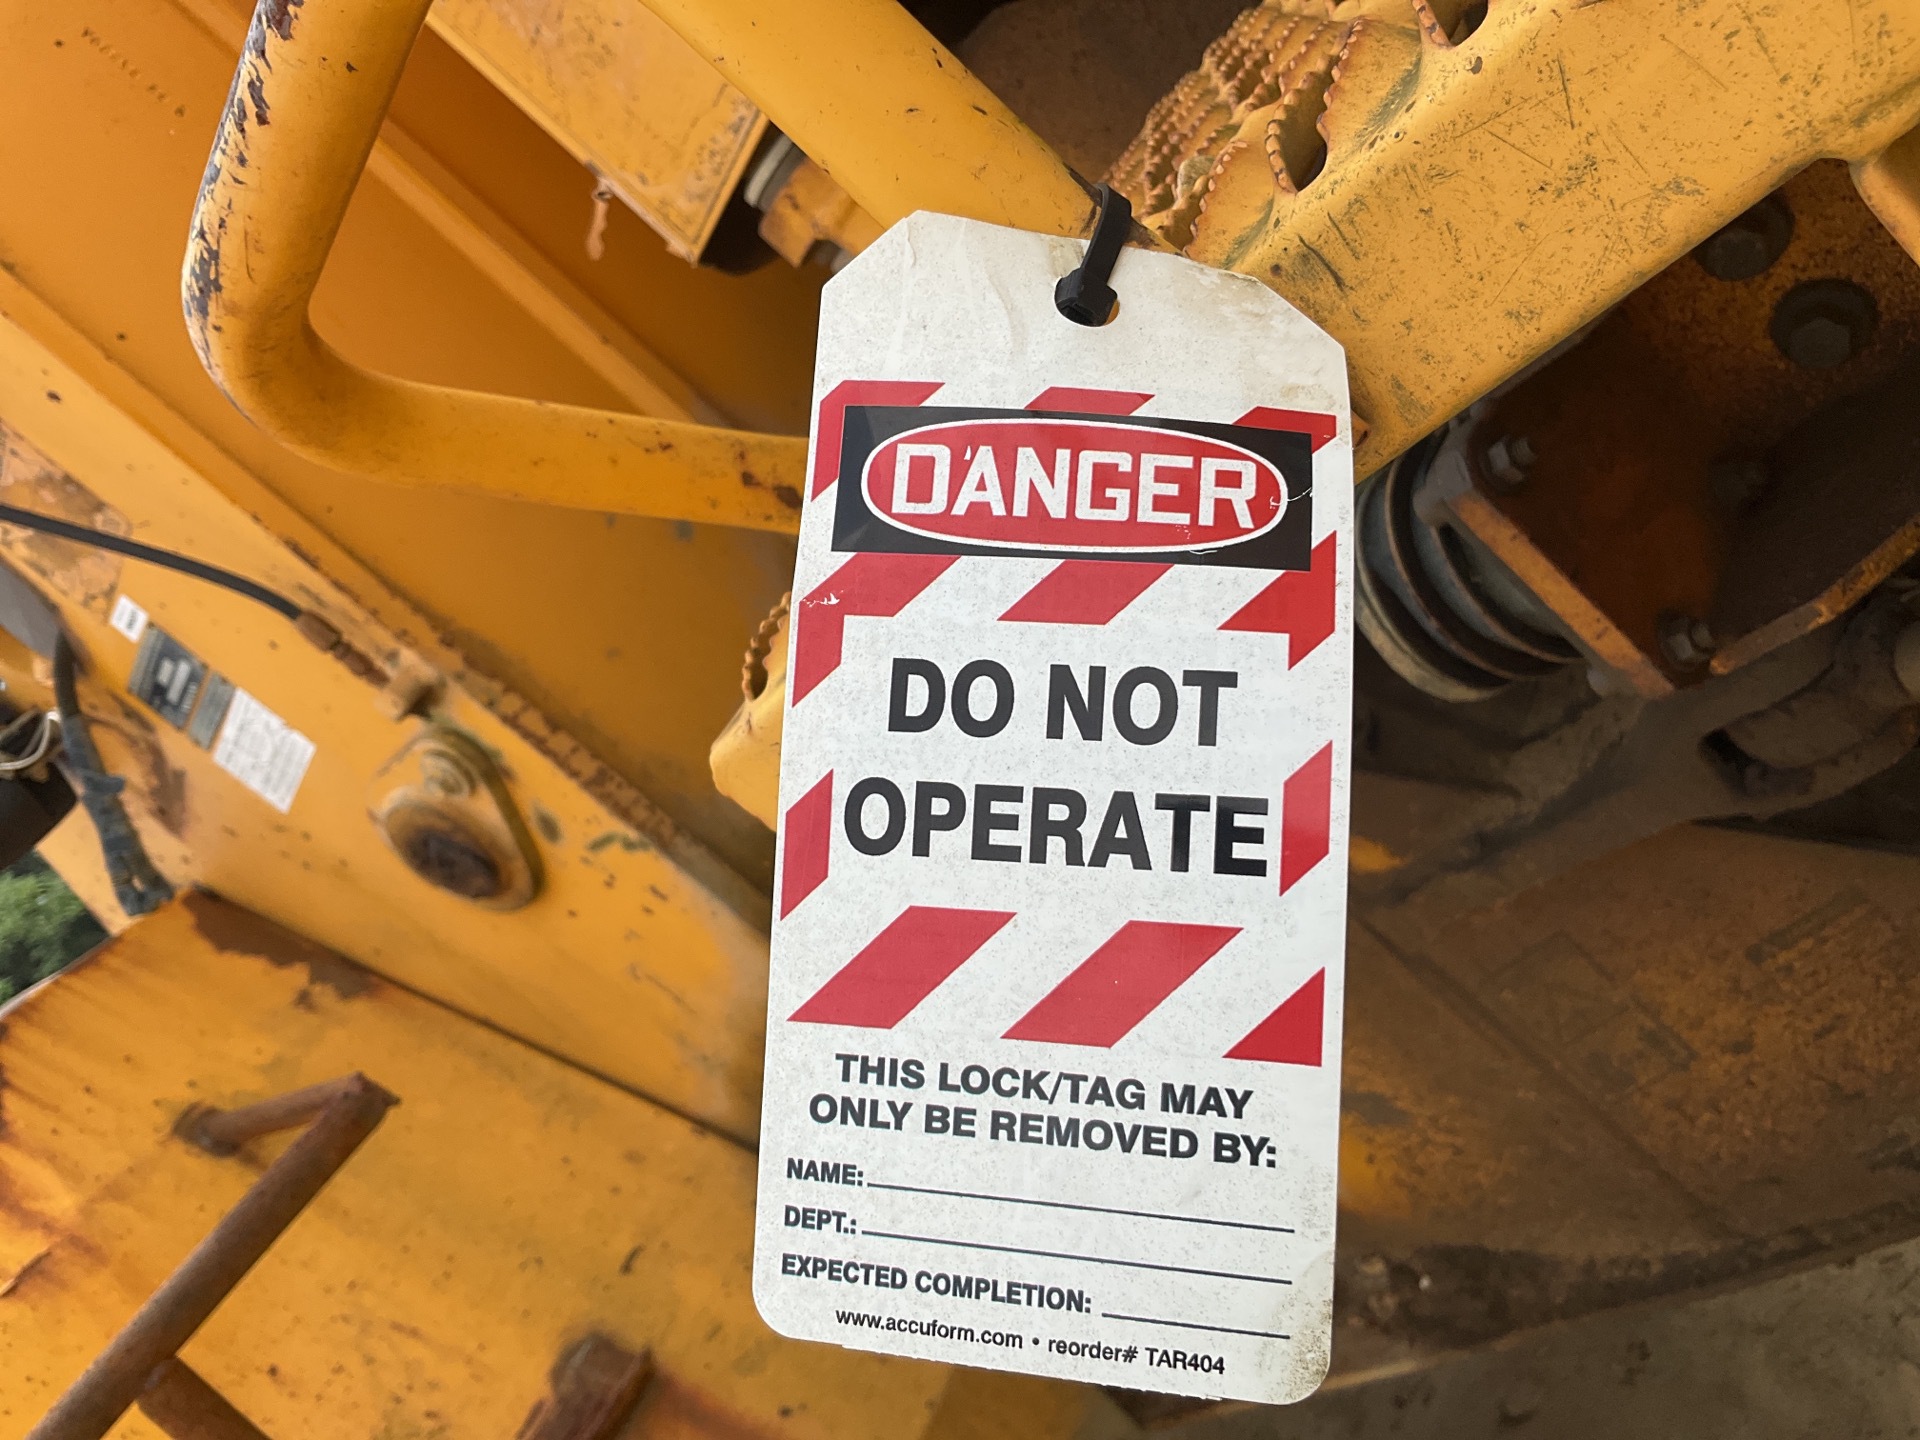 DANGER
DO NOT
OPERATE
THIS LOCK/TAG MAY
ONLY BE REMOVED BY:
NAME:
DEPT.:
EXPECTED COMPLETION:
www.accuform.com • reorder# TAR404